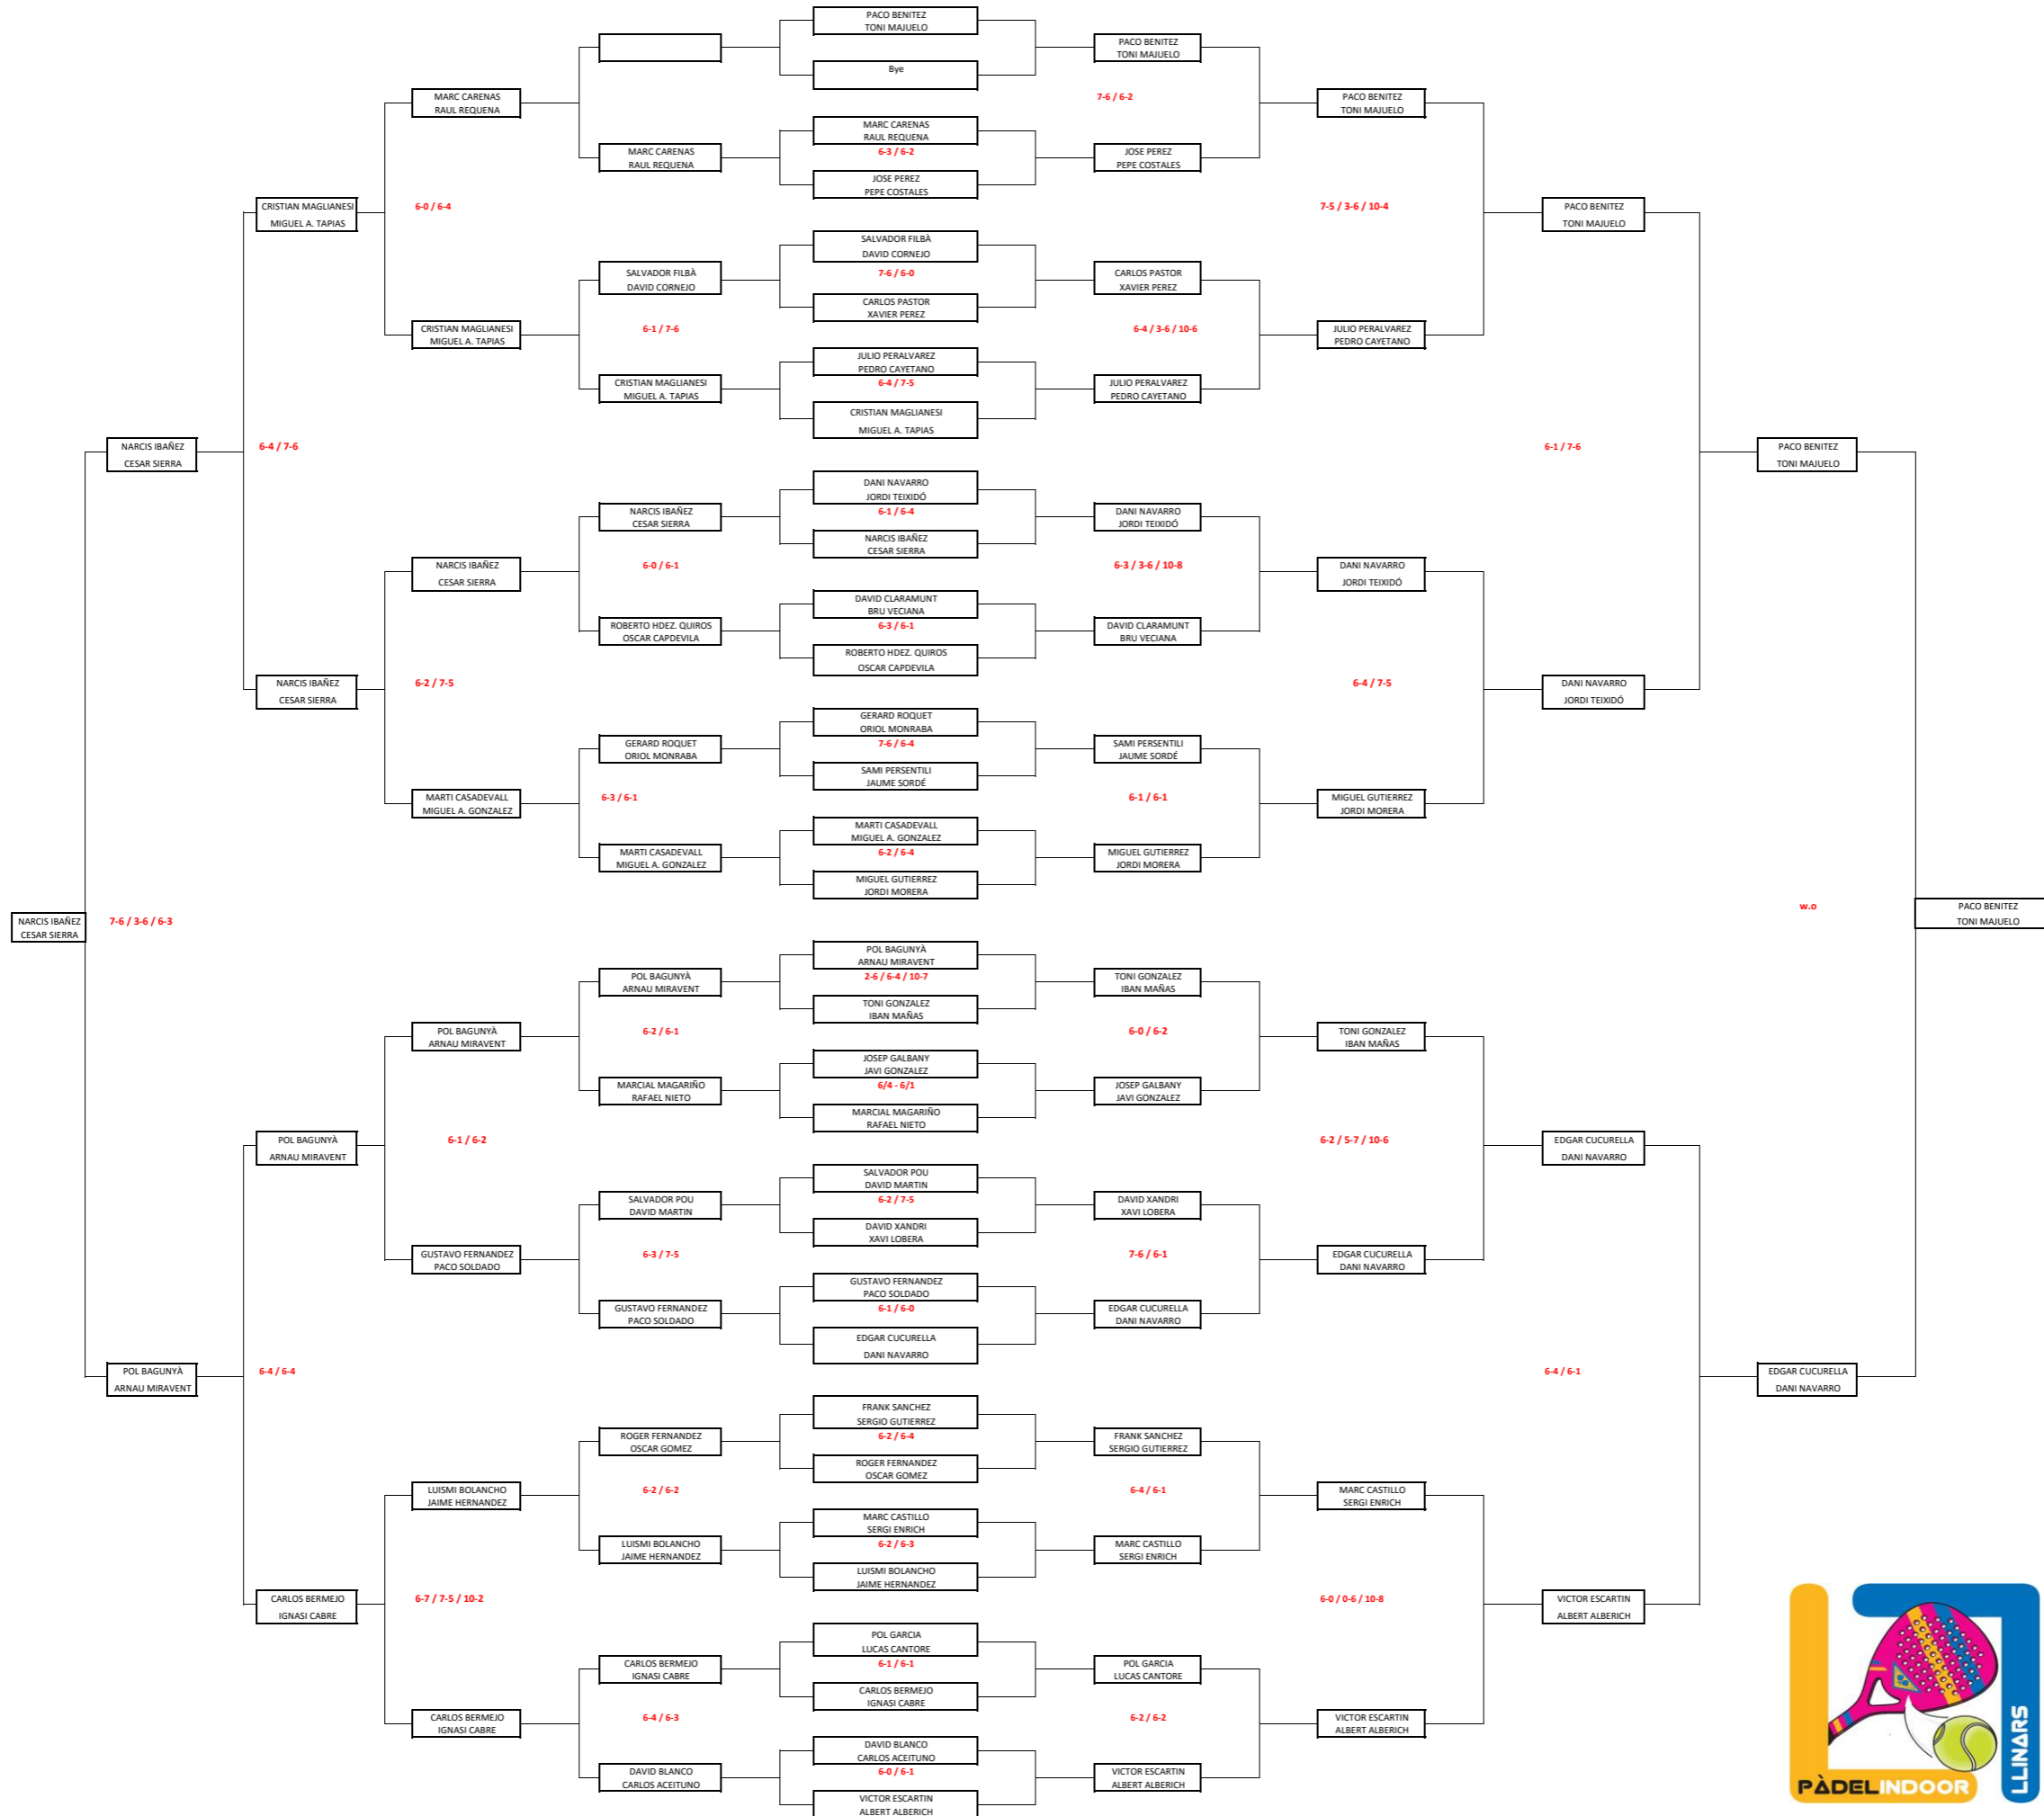 PACO BENITEZ
TONI MAJUELO
PACO BENITEZ
TONI MAJUELO
Bye
MARC CARENAS
RAUL REQUENA
7-6 / 6-2
PACO BENITEZ
TONI MAJUELO
MARC CARENAS
RAUL REQUENA
6-3 / 6-2
MARC CARENAS
RAUL REQUENA
JOSE PEREZ
PEPE COSTALES
JOSE PEREZ
PEPE COSTALES
CRISTIAN MAGLIANESI
MIGUEL A. TAPIAS
6-0 / 6-4
7-5 / 3-6 / 10-4
PACO BENITEZ
TONI MAJUELO
SALVADOR FILBÀ
DAVID CORNEJO
7-6 / 6-0
SALVADOR FILBÀ
DAVID CORNEJO
CARLOS PASTOR
XAVIER PEREZ
CARLOS PASTOR
XAVIER PEREZ
CRISTIAN MAGLIANESI
MIGUEL A. TAPIAS
6-1 / 7-6
6-4 / 3-6 / 10-6
JULIO PERALVAREZ
PEDRO CAYETANO
JULIO PERALVAREZ
PEDRO CAYETANO
6-4 / 7-5
CRISTIAN MAGLIANESI
MIGUEL A. TAPIAS
JULIO PERALVAREZ
PEDRO CAYETANO
CRISTIAN MAGLIANESI
MIGUEL A. TAPIAS
NARCIS IBAÑEZ
CESAR SIERRA
6-4 / 7-6
6-1 / 7-6
PACO BENITEZ
TONI MAJUELO
DANI NAVARRO
JORDI TEIXIDÓ
6-1 / 6-4
NARCIS IBAÑEZ
CESAR SIERRA
DANI NAVARRO
JORDI TEIXIDÓ
NARCIS IBAÑEZ
CESAR SIERRA
NARCIS IBAÑEZ
CESAR SIERRA
6-0 / 6-1
6-3 / 3-6 / 10-8
DANI NAVARRO
JORDI TEIXIDÓ
DAVID CLARAMUNT
BRU VECIANA
6-3 / 6-1
ROBERTO HDEZ. QUIROS
OSCAR CAPDEVILA
DAVID CLARAMUNT
BRU VECIANA
ROBERTO HDEZ. QUIROS
OSCAR CAPDEVILA
NARCIS IBAÑEZ
CESAR SIERRA
6-2 / 7-5
6-4 / 7-5
DANI NAVARRO
JORDI TEIXIDÓ
GERARD ROQUET
ORIOL MONRABA
7-6 / 6-4
GERARD ROQUET
ORIOL MONRABA
SAMI PERSENTILI
JAUME SORDÉ
SAMI PERSENTILI
JAUME SORDÉ
MARTI CASADEVALL
MIGUEL A. GONZALEZ
6-3 / 6-1
6-1 / 6-1
MIGUEL GUTIERREZ
JORDI MORERA
MARTI CASADEVALL
MIGUEL A. GONZALEZ
6-2 / 6-4
MARTI CASADEVALL
MIGUEL A. GONZALEZ
MIGUEL GUTIERREZ
JORDI MORERA
MIGUEL GUTIERREZ
JORDI MORERA
NARCIS IBAÑEZ
CESAR SIERRA
7-6 / 3-6 / 6-3
w.o
PACO BENITEZ
TONI MAJUELO
POL BAGUNYÀ
ARNAU MIRAVENT
2-6 / 6-4 / 10-7
POL BAGUNYÀ
ARNAU MIRAVENT
TONI GONZALEZ
IBAN MAÑAS
TONI GONZALEZ
IBAN MAÑAS
POL BAGUNYÀ
ARNAU MIRAVENT
6-2 / 6-1
6-0 / 6-2
TONI GONZALEZ
IBAN MAÑAS
JOSEP GALBANY
JAVI GONZALEZ
6/4 - 6/1
MARCIAL MAGARIÑO
RAFAEL NIETO
JOSEP GALBANY
JAVI GONZALEZ
MARCIAL MAGARIÑO
RAFAEL NIETO
POL BAGUNYÀ
ARNAU MIRAVENT
6-1 / 6-2
6-2 / 5-7 / 10-6
EDGAR CUCURELLA
DANI NAVARRO
SALVADOR POU
DAVID MARTIN
6-2 / 7-5
SALVADOR POU
DAVID MARTIN
DAVID XANDRI
XAVI LOBERA
DAVID XANDRI
XAVI LOBERA
GUSTAVO FERNANDEZ
PACO SOLDADO
6-3 / 7-5
7-6 / 6-1
EDGAR CUCURELLA
DANI NAVARRO
GUSTAVO FERNANDEZ
PACO SOLDADO
6-1 / 6-0
GUSTAVO FERNANDEZ
PACO SOLDADO
EDGAR CUCURELLA
DANI NAVARRO
EDGAR CUCURELLA
DANI NAVARRO
POL BAGUNYÀ
ARNAU MIRAVENT
6-4 / 6-4
6-4 / 6-1
EDGAR CUCURELLA
DANI NAVARRO
FRANK SANCHEZ
SERGIO GUTIERREZ
6-2 / 6-4
ROGER FERNANDEZ
OSCAR GOMEZ
FRANK SANCHEZ
SERGIO GUTIERREZ
ROGER FERNANDEZ
OSCAR GOMEZ
LUISMI BOLANCHO
JAIME HERNANDEZ
6-2 / 6-2
6-4 / 6-1
MARC CASTILLO
SERGI ENRICH
MARC CASTILLO
SERGI ENRICH
6-2 / 6-3
LUISMI BOLANCHO
JAIME HERNANDEZ
MARC CASTILLO
SERGI ENRICH
LUISMI BOLANCHO
JAIME HERNANDEZ
CARLOS BERMEJO
IGNASI CABRE
6-7 / 7-5 / 10-2
6-0 / 0-6 / 10-8
VICTOR ESCARTIN
ALBERT ALBERICH
POL GARCIA
LUCAS CANTORE
6-1 / 6-1
CARLOS BERMEJO
IGNASI CABRE
POL GARCIA
LUCAS CANTORE
CARLOS BERMEJO
IGNASI CABRE
CARLOS BERMEJO
IGNASI CABRE
6-4 / 6-3
6-2 / 6-2
VICTOR ESCARTIN
ALBERT ALBERICH
DAVID BLANCO
CARLOS ACEITUNO
6-0 / 6-1
DAVID BLANCO
CARLOS ACEITUNO
VICTOR ESCARTIN
ALBERT ALBERICH
VICTOR ESCARTIN
ALBERT ALBERICH
PÀDELINDOOR
LLINARS